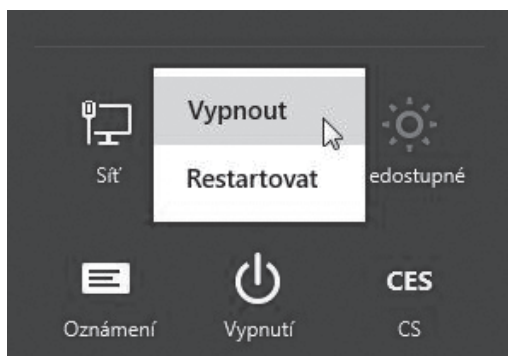 Vypnout
Restartovat
Síť
edostupné
Oznámení
Vypnutí
CES
CS